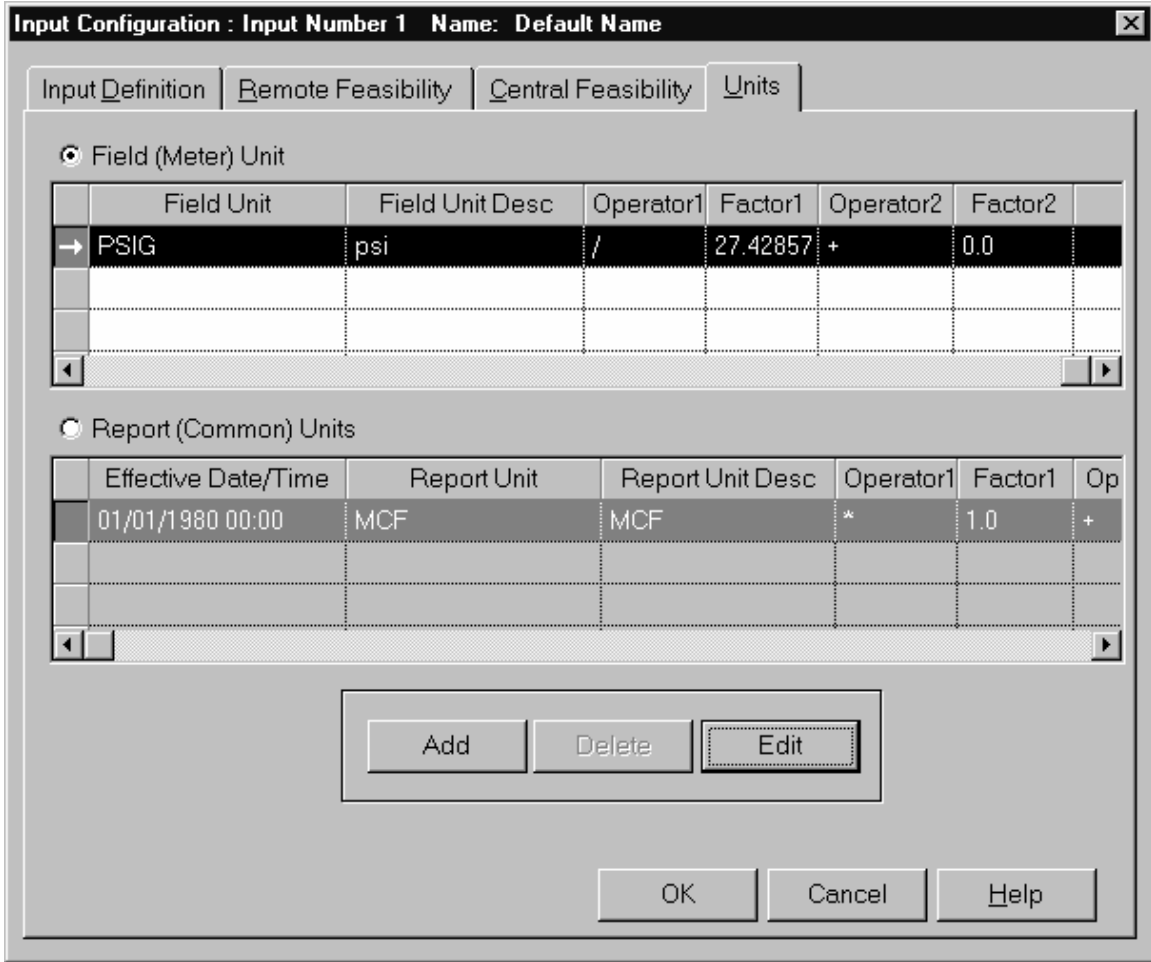 Input Configuration : Input Number 1 Name: Default Name
Input Definition Remote Feasibility Central Feasibility Units
Field (Meter) Unit
Field Unit Field Unit Desc Operator1 Factor1 Operator2 Factor2
PSIG psi / 27.42857 + 0.0
Report (Common) Units
Effective Date/Time Report Unit Report Unit Desc Operator1 Factor1 Op
01/01/1980 00:00 MCF MCF * 1.0 +
Add Delete Edit
OK Cancel Help